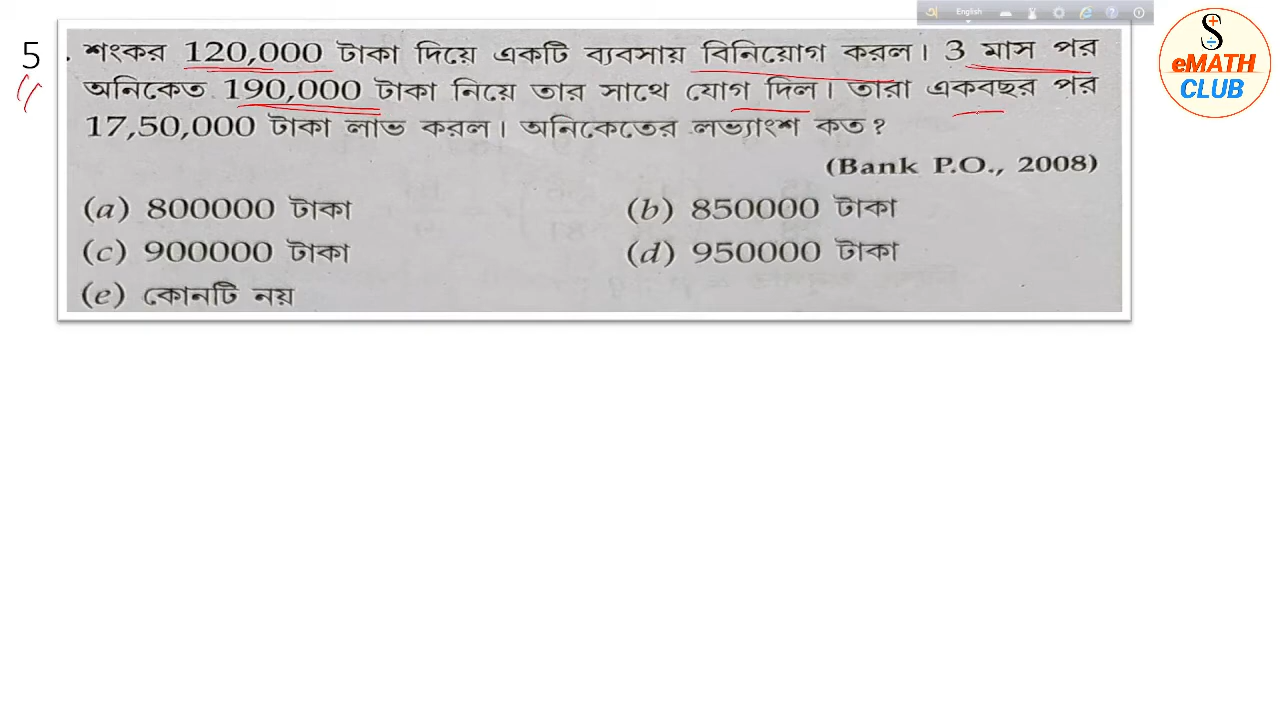 English
S
eMATH
CLUB
5
. শংকর 120,000 টাকা দিয়ে একটি ব্যবসায় বিনিয়োগ করল। 3 মাস পর
অনিকেত 190,000 টাকা নিয়ে তার সাথে যোগ দিল। তারা একবছর পর
17,50,000 টাকা লাভ করল। অনিকেতের লভ্যাংশ কত?
(Bank P.O., 2008)
(a) 800000 টাকা (b) 850000 টাকা
(c) 900000 টাকা (d) 950000 টাকা
(e) কোনটি নয়